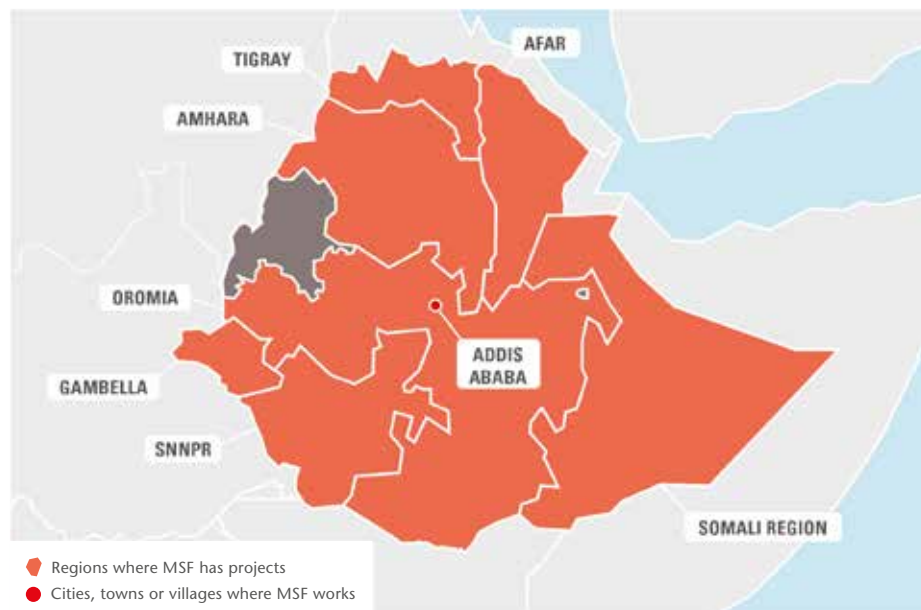 AFAR
TIGRAY
AMHARA
OROMIA
ADDIS
ABABA
GAMBELLA
SNNPR
SOMALI REGION
Regions where MSF has projects
Cities, towns or villages where MSF works